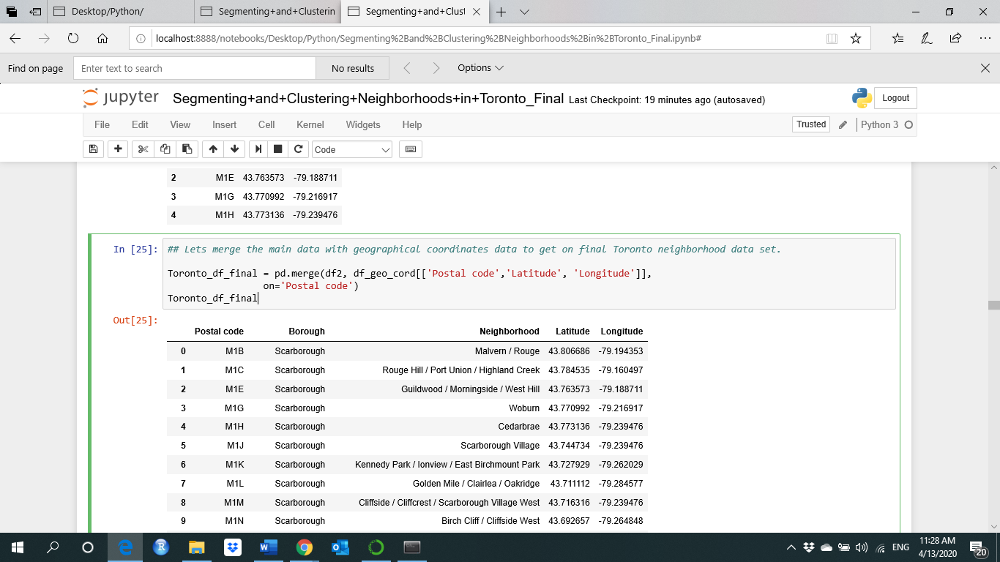 Desktop/Python/ Segmenting+and+Clusterin Segmenting+and+Clust
localhost:8888/notebooks/Desktop/Python/Segmenting%2Band%2BClustering%2BNeighborhoods%2Bin%2BToronto_Final.ipynb#
Find on page Enter text to search No results Options
jupyter Segmenting+and+Clustering+Neighborhoods+in+Toronto_Final Last Checkpoint: 19 minutes ago (autosaved) Logout
File Edit View Insert Cell Kernel Widgets Help Trusted Python 3
Code
2 M1E 43.763573 -79.188711
3 M1G 43.770992 -79.216917
4 M1H 43.773136 -79.239476
In [25]: ## Lets merge the main data with geographical coordinates data to get on final Toronto neighborhood data set.
Toronto_df_final = pd.merge(df2, df_geo_cord[['Postal code','Latitude', 'Longitude']],
on='Postal code')
Toronto_df_final
Out[25]:
Postal code Borough Neighborhood Latitude Longitude
0 M1B Scarborough Malvern / Rouge 43.806686 -79.194353
1 M1C Scarborough Rouge Hill / Port Union / Highland Creek 43.784535 -79.160497
2 M1E Scarborough Guildwood / Morningside / West Hill 43.763573 -79.188711
3 M1G Scarborough Woburn 43.770992 -79.216917
4 M1H Scarborough Cedarbrae 43.773136 -79.239476
5 M1J Scarborough Scarborough Village 43.744734 -79.239476
6 M1K Scarborough Kennedy Park / Ionview / East Birchmount Park 43.727929 -79.262029
7 M1L Scarborough Golden Mile / Clairlea / Oakridge 43.711112 -79.284577
8 M1M Scarborough Cliffside / Cliffcrest / Scarborough Village West 43.716316 -79.239476
9 M1N Scarborough Birch Cliff / Cliffside West 43.692657 -79.264848
R W ENG 11:28 AM
4/13/2020 20